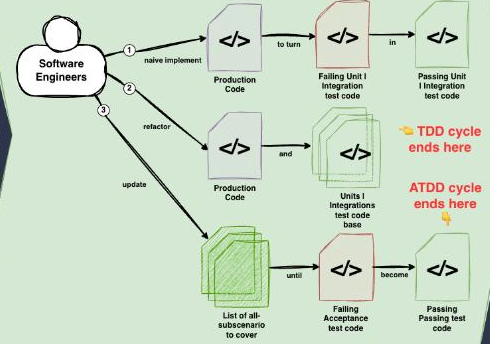 Software
Engineers
1
naive implement
</>
Production
Code
to turn
</>
Failing Unit I
Integration
test code
in
</>
Passing Unit
I Integration
test code
2
refactor
</>
Production
Code
and
</>
Units I
Integrations
test code
base
👈 TDD cycle
ends here
ATDD cycle
ends here
👇
3
update
List of all-
subscenario
to cover
until
</>
Failing
Acceptance
test code
become
</>
Passing
Passing test
code